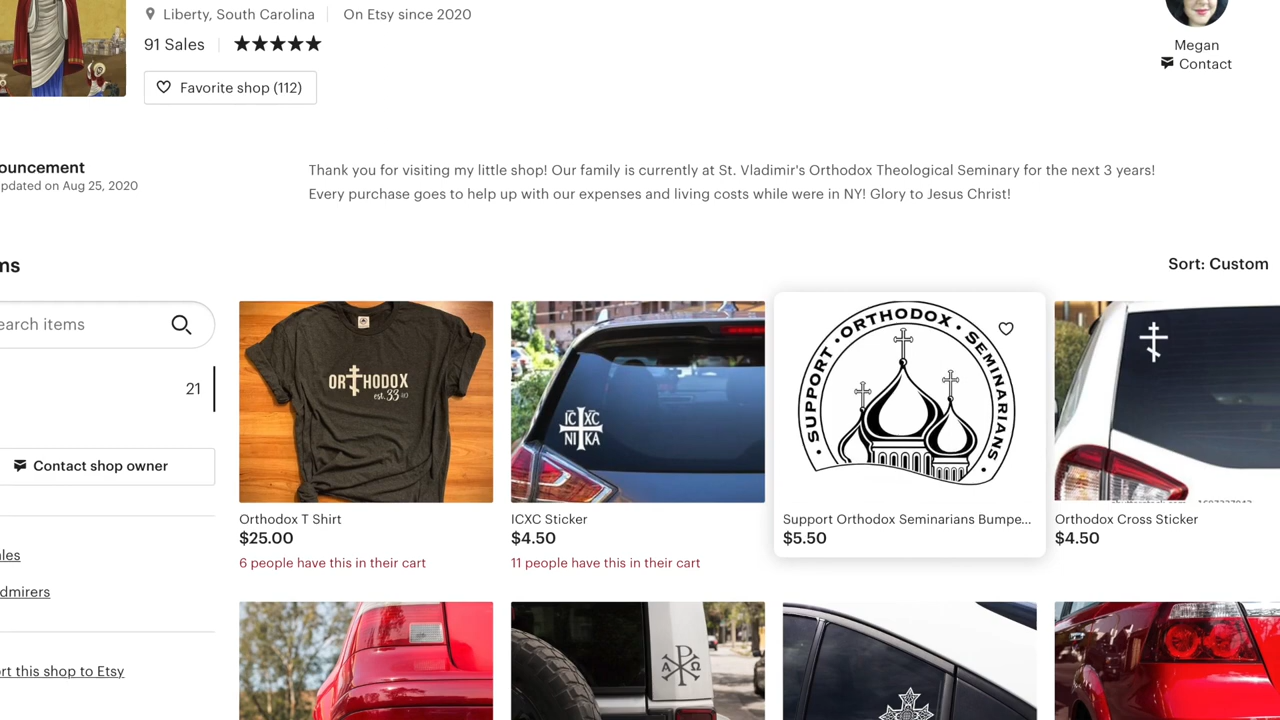 Liberty, South Carolina
On Etsy since 2020
91 Sales
Favorite shop (112)
Megan
Contact
ouncement
pdated on Aug 25, 2020
Thank you for visiting my little shop! Our family is currently at St. Vladimir's Orthodox Theological Seminary for the next 3 years!
Every purchase goes to help up with our expenses and living costs while were in NY! Glory to Jesus Christ!
ms
Sort: Custom
earch items
21
Contact shop owner
ales
dmirers
rt this shop to Etsy
ORTHODOX
est. 33 AD
IC XC
NI KA
• SUPPORT • ORTHODOX • SEMINARIANS •
Orthodox T Shirt
$25.00
6 people have this in their cart
ICXC Sticker
$4.50
11 people have this in their cart
Support Orthodox Seminarians Bumpe...
$5.50
Orthodox Cross Sticker
$4.50
Α Ω